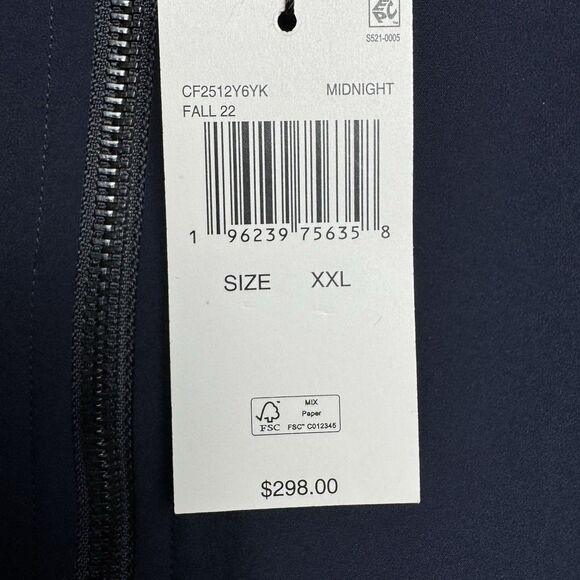 EPC™
S521-0005
CF2512Y6YK MIDNIGHT
FALL 22
1 96239 75635 8
SIZE XXL
MIX
Paper
FSC™ C012345
FSC
$298.00